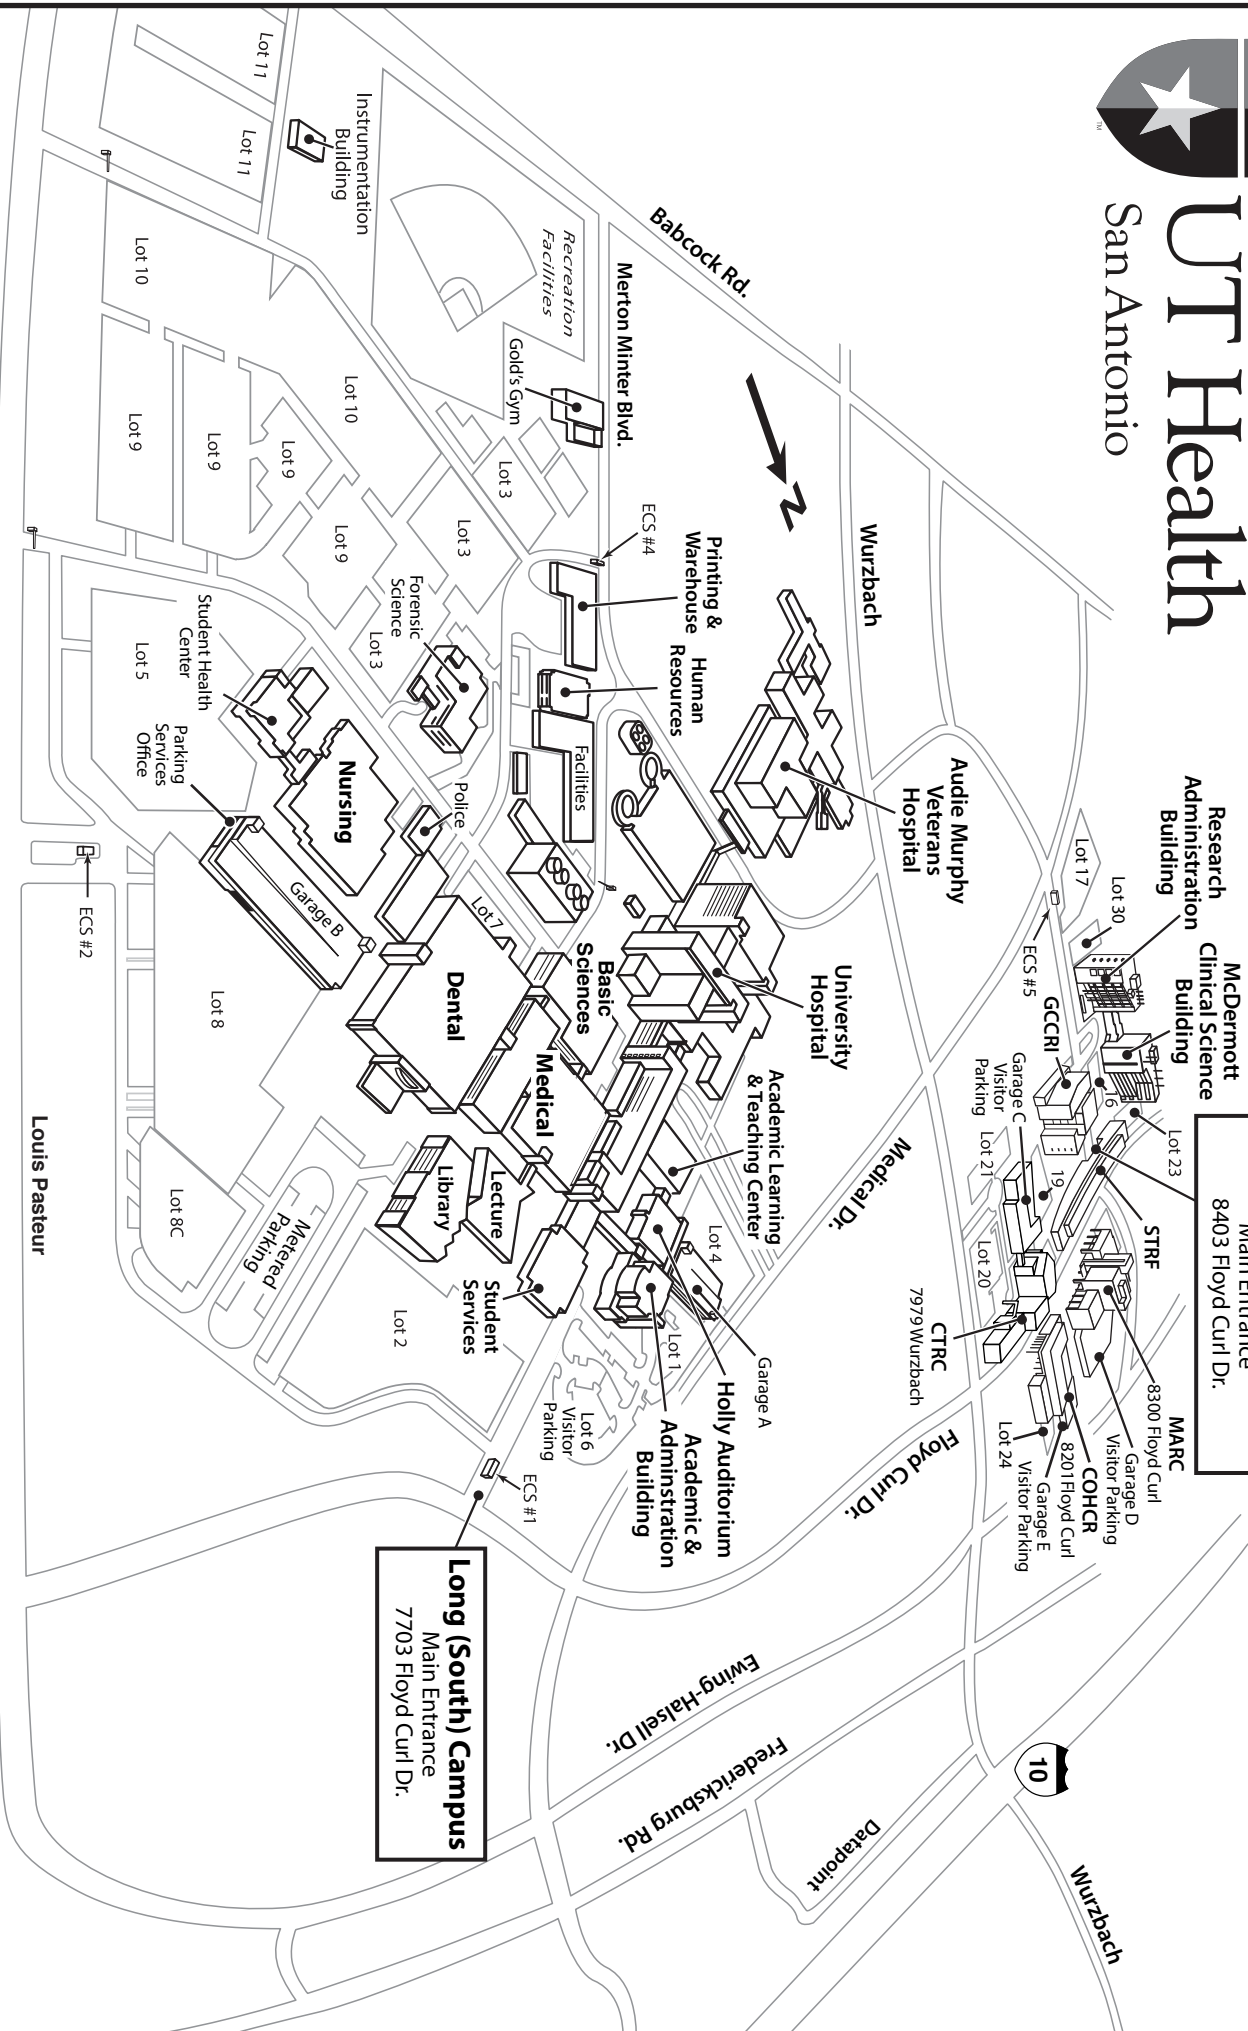 UT Health
San Antonio
™
Main Entrance
8403 Floyd Curl Dr.
Research
Administration
Building
McDermott
Clinical Science
Building
Lot 17
Lot 30
ECS #5
GCCRI
16
Lot 23
Garage C
Visitor
Parking
Lot 21
19
STRF
Lot 20
CTRC
7979 Wurzbach
MARC
8300 Floyd Curl
Garage D
Visitor Parking
COHCR
8201Floyd Curl
Garage E
Visitor Parking
Lot 24
10
Wurzbach
Wurzbach
Babcock Rd.
Merton Minter Blvd.
N
Medical Dr.
Floyd Curl Dr.
Ewing-Halsell Dr.
Fredericksburg Rd.
Datapoint
Louis Pasteur
Audie Murphy
Veterans
Hospital
University
Hospital
Academic Learning
& Teaching Center
Lot 4
Garage A
Lot 1
Holly Auditorium
Academic &
Adminstration
Building
Lot 6
Visitor
Parking
ECS #1
Long (South) Campus
Main Entrance
7703 Floyd Curl Dr.
ECS #4
Printing &
Warehouse
Human
Resources
Facilities
Basic
Sciences
Medical
Dental
Lot 7
Police
Nursing
Forensic
Science
Student Health
Center
Parking
Services
Office
Garage B
Lecture
Library
Student
Services
Lot 2
Metered
Parking
Lot 8C
Lot 8
ECS #2
Lot 5
Lot 3
Lot 3
Lot 3
Gold's Gym
Recreation
Facilities
Instrumentation
Building
Lot 11
Lot 11
Lot 10
Lot 10
Lot 9
Lot 9
Lot 9
Lot 9